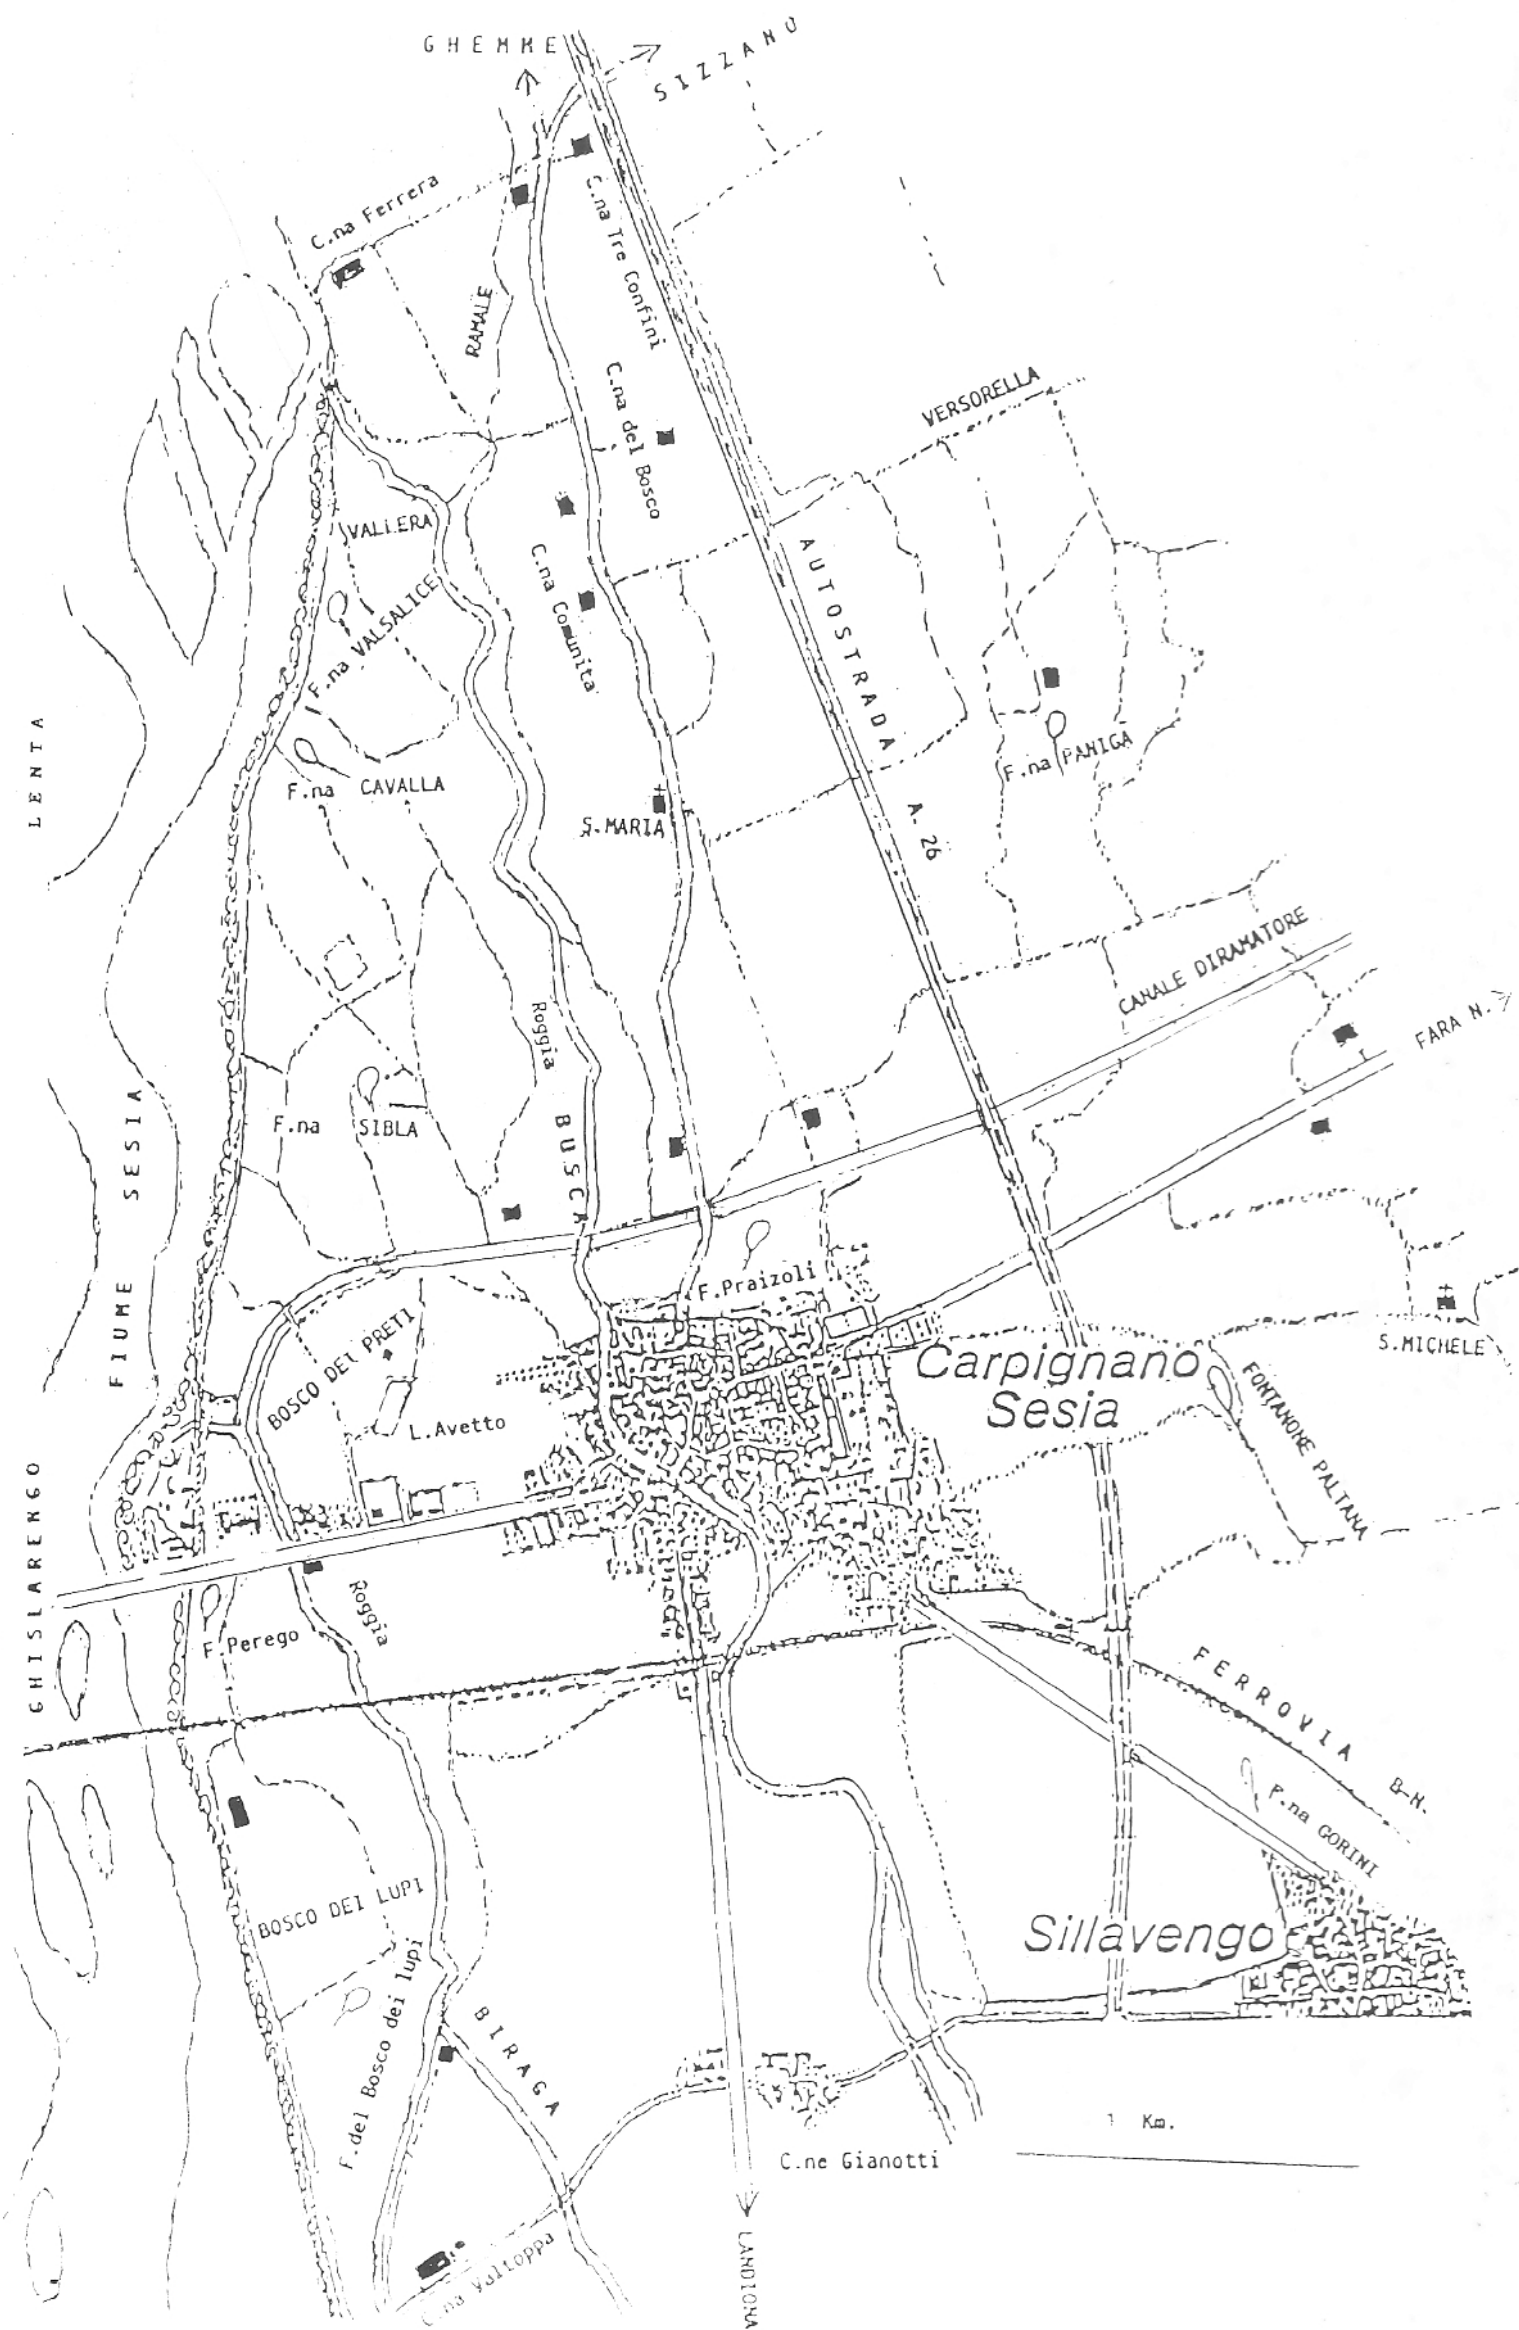 GHEMME
SIZZANO
C.na Ferrera
C.na Tre Confini
RAMALE
C.na del Bosco
VERSORELLA
VALLERA
AUTOSTRADA
A. 26
C.na Comunita'
F.na VALSALICE
LENTA
F.na PANIGA
F.na CAVALLA
S.MARIA
CANALE DIRAMATORE
FARA N.
Roggia
BUSCA
F.na SIBLA
FIUME SESIA
F.Praizoli
BOSCO DEI PRETI
S.MICHELE
Carpignano
Sesia
FONTANONE PALTANA
L.Avetto
GHISLARENGO
Roggia
F.Perego
FERROVIA B-N.
F.na GORINI
BOSCO DEI LUPI
Sillavengo
F.del Bosco dei lupi
BIRAGA
1 Km.
C.ne Gianotti
C.na Valtoppa
LANDIONA